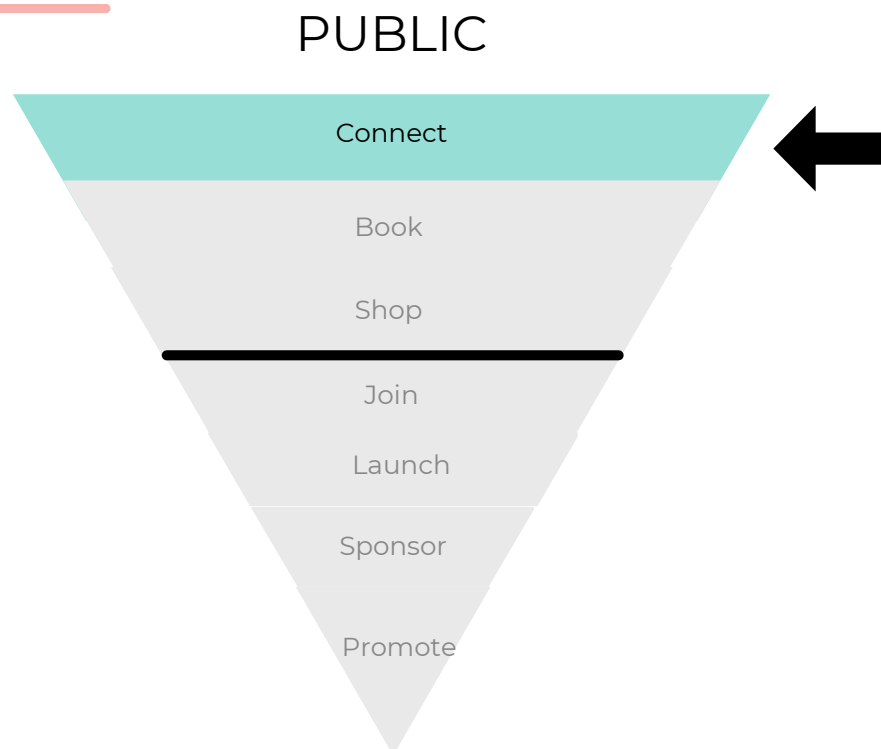 PUBLIC
Connect
Book
Shop
Join
Launch
Sponsor
Promote